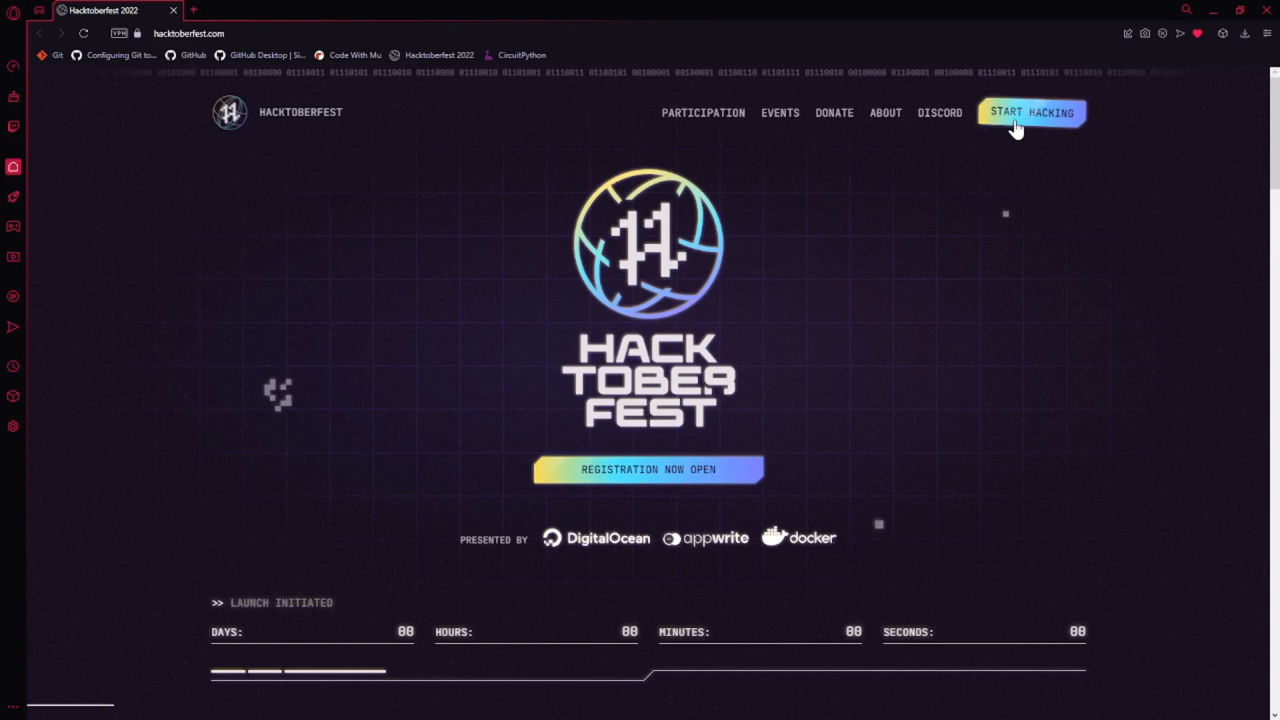 Hacktoberfest 2022
VPN hacktoberfest.com
Git Configuring Git to... GitHub GitHub Desktop | Si... Code With Mu Hacktoberfest 2022 CircuitPython
HACKTOBERFEST PARTICIPATION EVENTS DONATE ABOUT DISCORD START HACKING
HACK
TOBER
FEST
REGISTRATION NOW OPEN
PRESENTED BY DigitalOcean appwrite docker
>> LAUNCH INITIATED
DAYS: 00 HOURS: 00 MINUTES: 00 SECONDS: 00